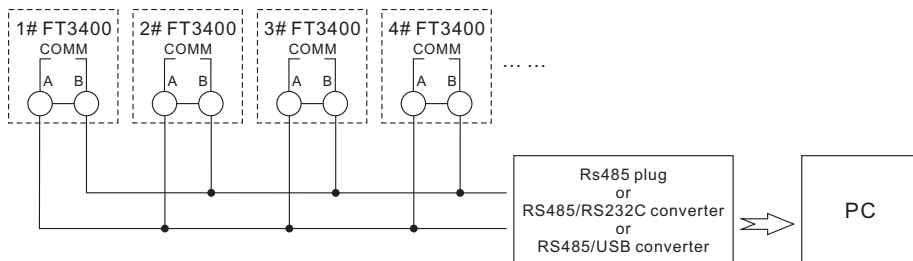 1# FT3400
COMM
A B
2# FT3400
COMM
A B
3# FT3400
COMM
A B
4# FT3400
COMM
A B
... ...
Rs485 plug
or
RS485/RS232C converter
or
RS485/USB converter
PC